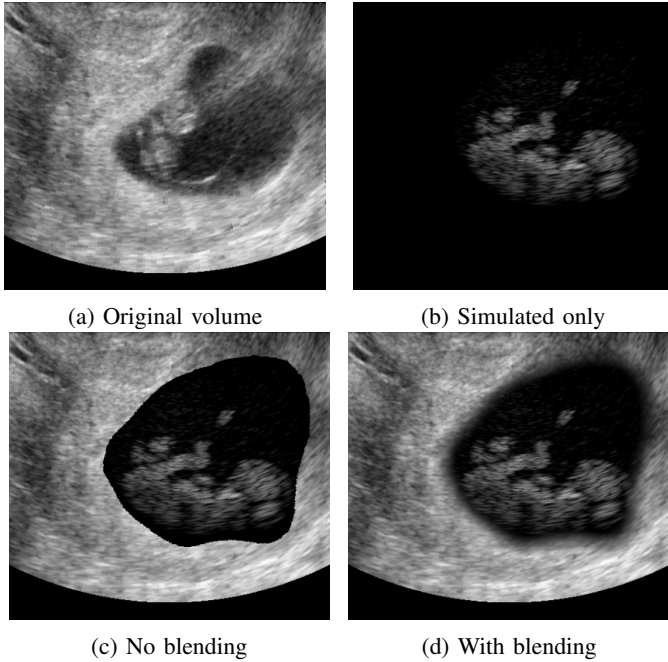 (a) Original volume
(b) Simulated only
(c) No blending
(d) With blending